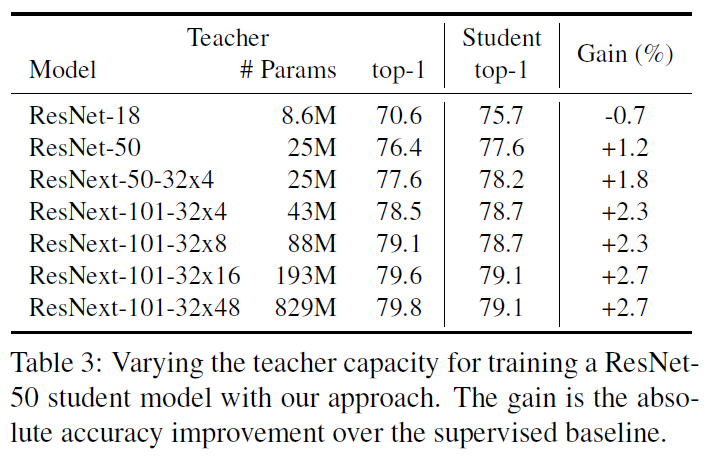 Teacher Student Gain (%)
Model # Params top-1 top-1
ResNet-18 8.6M 70.6 75.7 -0.7
ResNet-50 25M 76.4 77.6 +1.2
ResNext-50-32x4 25M 77.6 78.2 +1.8
ResNext-101-32x4 43M 78.5 78.7 +2.3
ResNext-101-32x8 88M 79.1 78.7 +2.3
ResNext-101-32x16 193M 79.6 79.1 +2.7
ResNext-101-32x48 829M 79.8 79.1 +2.7
Table 3: Varying the teacher capacity for training a ResNet-
50 student model with our approach. The gain is the abso-
lute accuracy improvement over the supervised baseline.